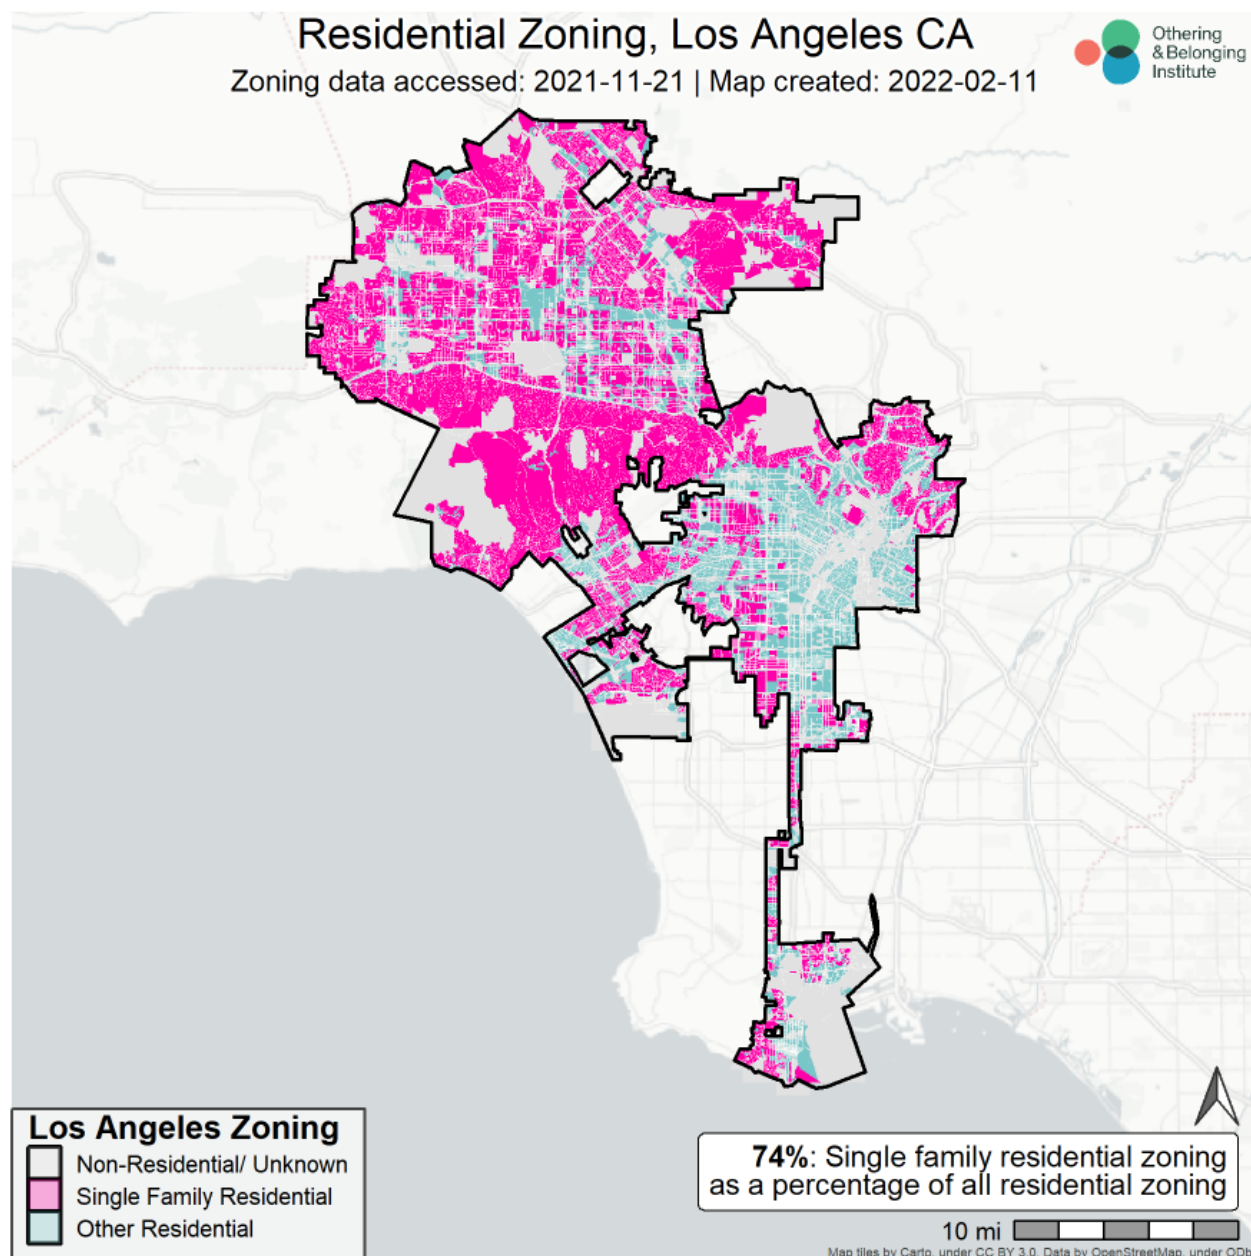 Residential Zoning, Los Angeles CA
Zoning data accessed: 2021-11-21 | Map created: 2022-02-11
Othering
& Belonging
Institute
Los Angeles Zoning
Non-Residential/ Unknown
Single Family Residential
Other Residential
74%: Single family residential zoning
as a percentage of all residential zoning
10 mi
Map tiles by Carto, under CC BY 3.0. Data by OpenStreetMap, under ODb